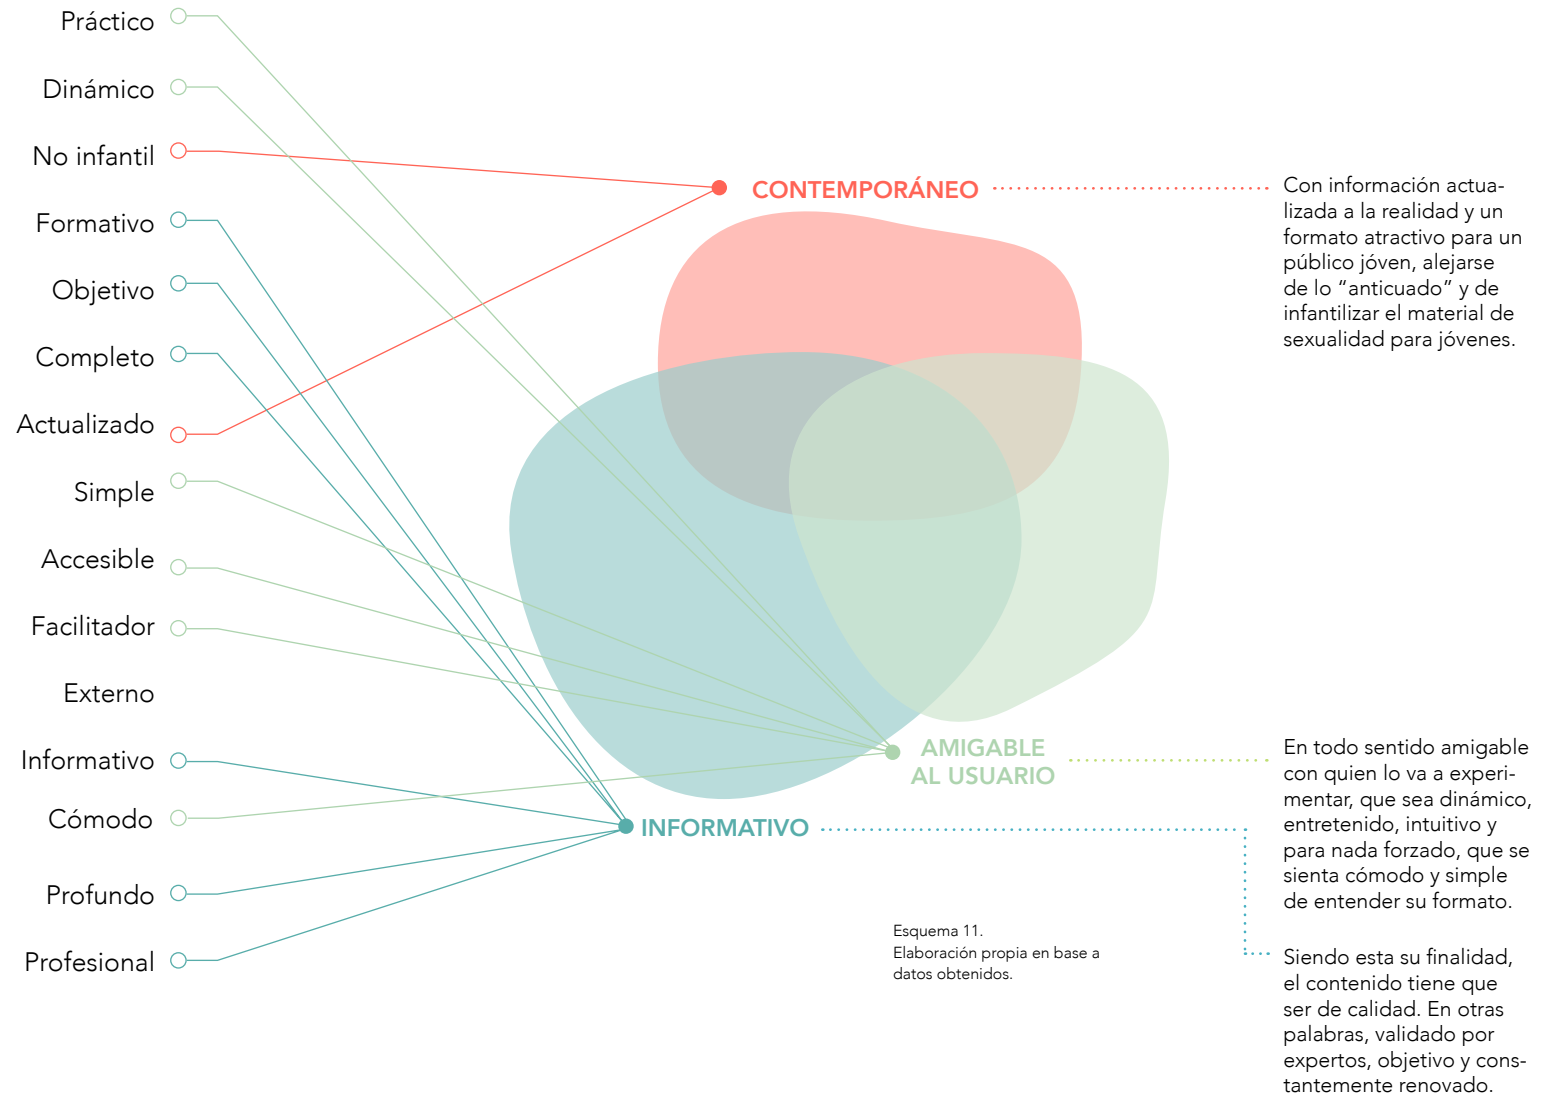 Práctico
Dinámico
No infantil
Formativo
Objetivo
Completo
Actualizado
Simple
Accesible
Facilitador
Externo
Informativo
Cómodo
Profundo
Profesional
CONTEMPORÁNEO
Con información actua-
lizada a la realidad y un
formato atractivo para un
público jóven, alejarse
de lo “anticuado” y de
infantilizar el material de
sexualidad para jóvenes.
AMIGABLE
AL USUARIO
En todo sentido amigable
con quien lo va a experi-
mentar, que sea dinámico,
entretenido, intuitivo y
para nada forzado, que se
sienta cómodo y simple
de entender su formato.
INFORMATIVO
Siendo esta su finalidad,
el contenido tiene que
ser de calidad. En otras
palabras, validado por
expertos, objetivo y cons-
tantemente renovado.
Esquema 11.
Elaboración propia en base a
datos obtenidos.